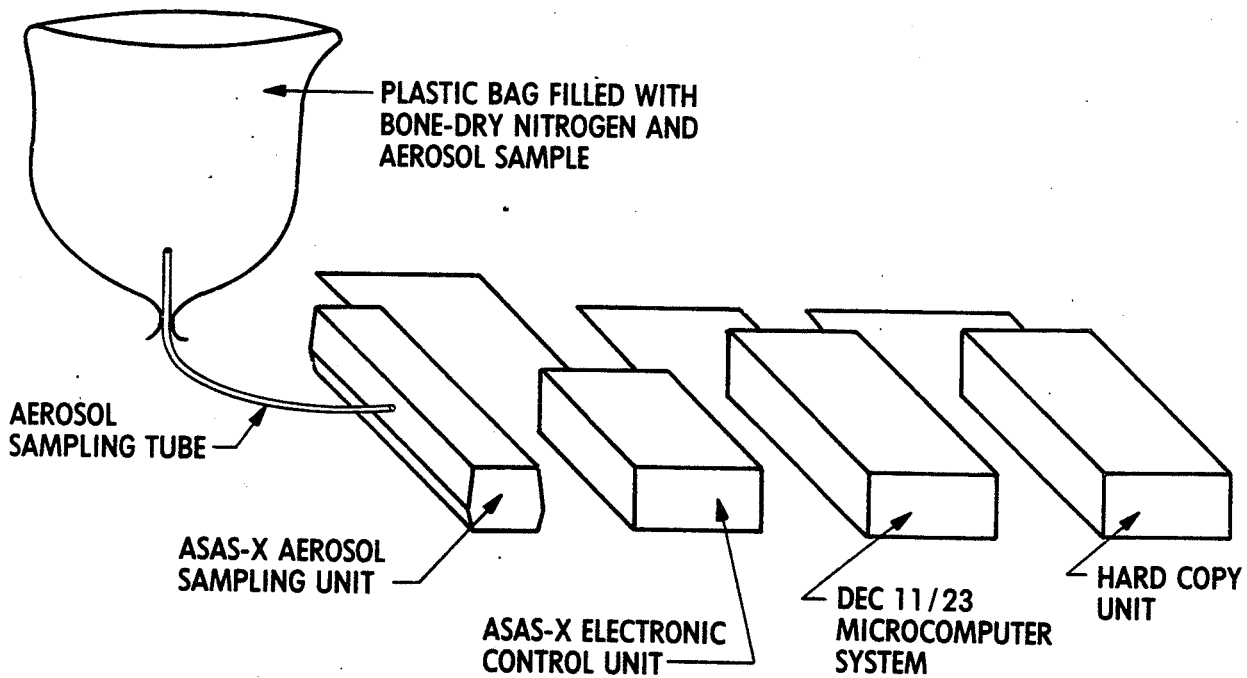 PLASTIC BAG FILLED WITH
BONE-DRY NITROGEN AND
AEROSOL SAMPLE
AEROSOL
SAMPLING TUBE
ASAS-X AEROSOL
SAMPLING UNIT
ASAS-X ELECTRONIC
CONTROL UNIT
DEC 11/23
MICROCOMPUTER
SYSTEM
HARD COPY
UNIT